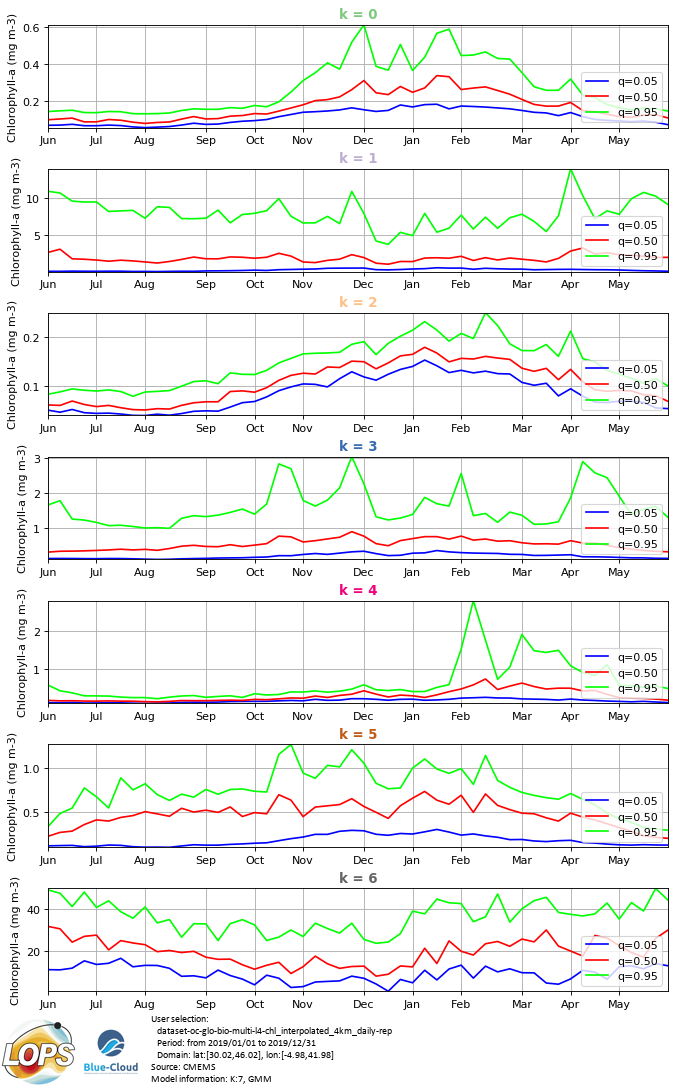 k = 0
Chlorophyll-a (mg m-3)
0.6
0.4
0.2
q=0.05
q=0.50
q=0.95
Jun Jul Aug Sep Oct Nov Dec Jan Feb Mar Apr May
k = 1
Chlorophyll-a (mg m-3)
10
5
q=0.05
q=0.50
q=0.95
Jun Jul Aug Sep Oct Nov Dec Jan Feb Mar Apr May
k = 2
Chlorophyll-a (mg m-3)
0.2
0.1
q=0.05
q=0.50
q=0.95
Jun Jul Aug Sep Oct Nov Dec Jan Feb Mar Apr May
k = 3
Chlorophyll-a (mg m-3)
3
2
1
q=0.05
q=0.50
q=0.95
Jun Jul Aug Sep Oct Nov Dec Jan Feb Mar Apr May
k = 4
Chlorophyll-a (mg m-3)
2
1
q=0.05
q=0.50
q=0.95
Jun Jul Aug Sep Oct Nov Dec Jan Feb Mar Apr May
k = 5
Chlorophyll-a (mg m-3)
1.0
0.5
q=0.05
q=0.50
q=0.95
Jun Jul Aug Sep Oct Nov Dec Jan Feb Mar Apr May
k = 6
Chlorophyll-a (mg m-3)
40
20
q=0.05
q=0.50
q=0.95
Jun Jul Aug Sep Oct Nov Dec Jan Feb Mar Apr May
LOPS
Blue-Cloud
User selection:
dataset-oc-glo-bio-multi-l4-chl_interpolated_4km_daily-rep
Period: from 2019/01/01 to 2019/12/31
Domain: lat:[30.02,46.02], lon:[-4.98,41.98]
Source: CMEMS
Model information: K:7, GMM